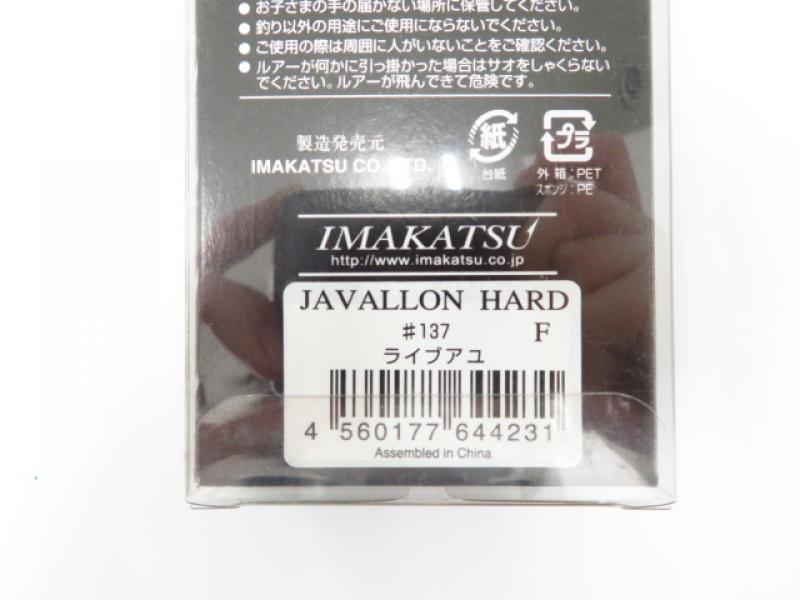 ● お子さまの手の届かない場所に保管してください。
● 釣り以外の用途にご使用にならないでください。
● ご使用の際は周囲に人がいないことをご確認ください。
● ルアーが何かに引っ掛かった場合はサオをしゃくらない
でください。ルアーが飛んできて危険です。
製造発売元
IMAKATSU CO.,LTD.
紙
台紙
プラ
外箱:PET
スポンジ:PE
IMAKATSU
http://www.imakatsu.co.jp
JAVALLON HARD
#137 F
ライブアユ
4 560177 644231
Assembled in China